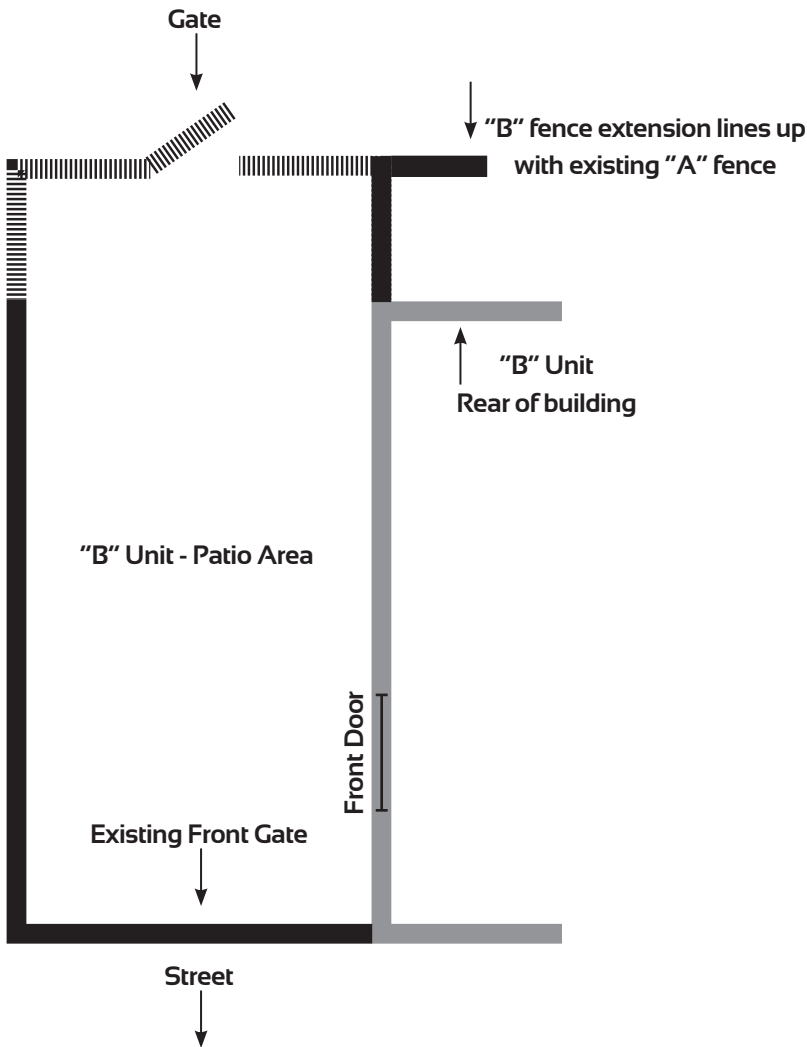 Gate
"B" fence extension lines up
with existing "A" fence
"B" Unit
Rear of building
"B" Unit - Patio Area
Front Door
Existing Front Gate
Street